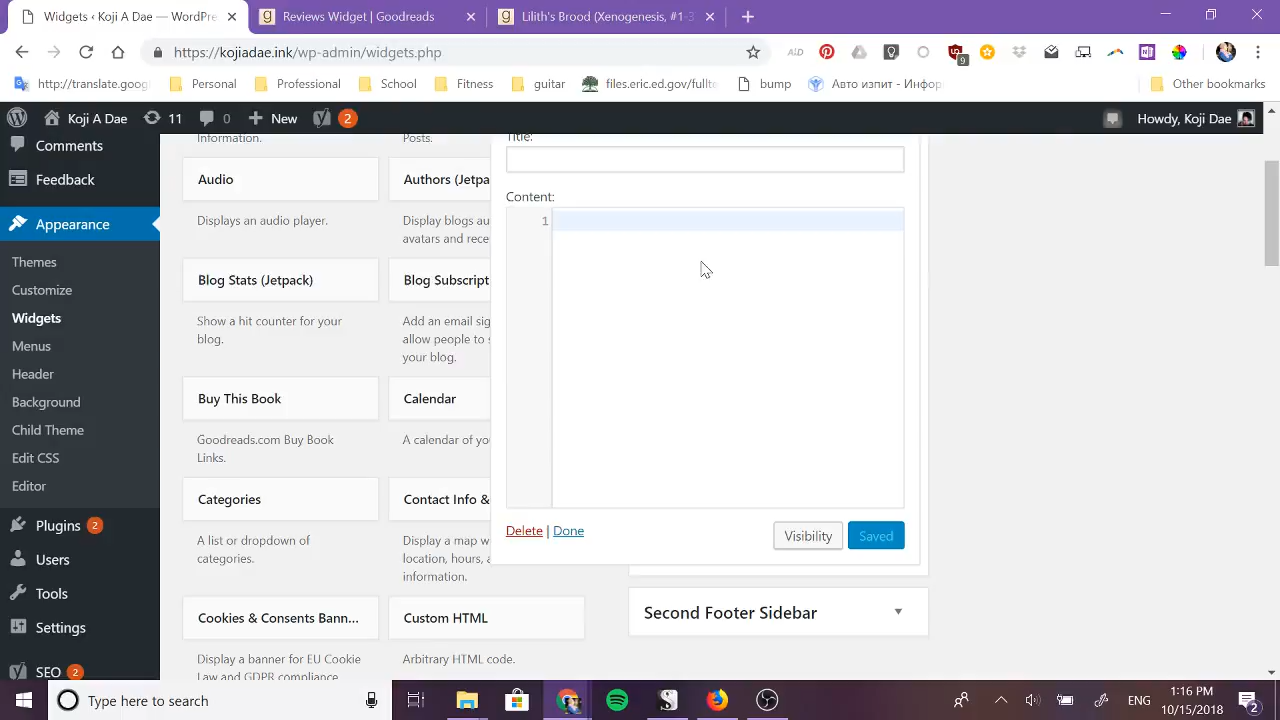 Widgets ‹ Koji A Dae — WordPre
Reviews Widget | Goodreads
Lilith's Brood (Xenogenesis, #1-3
https://kojiadae.ink/wp-admin/widgets.php
9
http://translate.goog
Personal
Professional
School
Fitness
guitar
files.eric.ed.gov/fullte
bump
Авто изпит - Инфор
Other bookmarks
Koji A Dae
11
0
New
2
Howdy, Koji Dae
Comments
Feedback
Appearance
Themes
Customize
Widgets
Menus
Header
Background
Child Theme
Edit CSS
Editor
Plugins 2
Users
Tools
Settings
SEO 2
Information.
Posts.
Audio
Displays an audio player.
Authors (Jetpa
Display blogs au
avatars and rece
Blog Stats (Jetpack)
Show a hit counter for your
blog.
Blog Subscript
Add an email sig
allow people to s
your blog.
Buy This Book
Goodreads.com Buy Book
Links.
Calendar
A calendar of yo
Categories
A list or dropdown of
categories.
Contact Info &
Display a map w
location, hours, a
information.
Cookies & Consents Bann...
Display a banner for EU Cookie
Law and GDPR compliance.
Custom HTML
Arbitrary HTML code.
Title:
Content:
1
Delete | Done
Visibility
Saved
Second Footer Sidebar
Type here to search
ENG
1:16 PM
10/15/2018
2